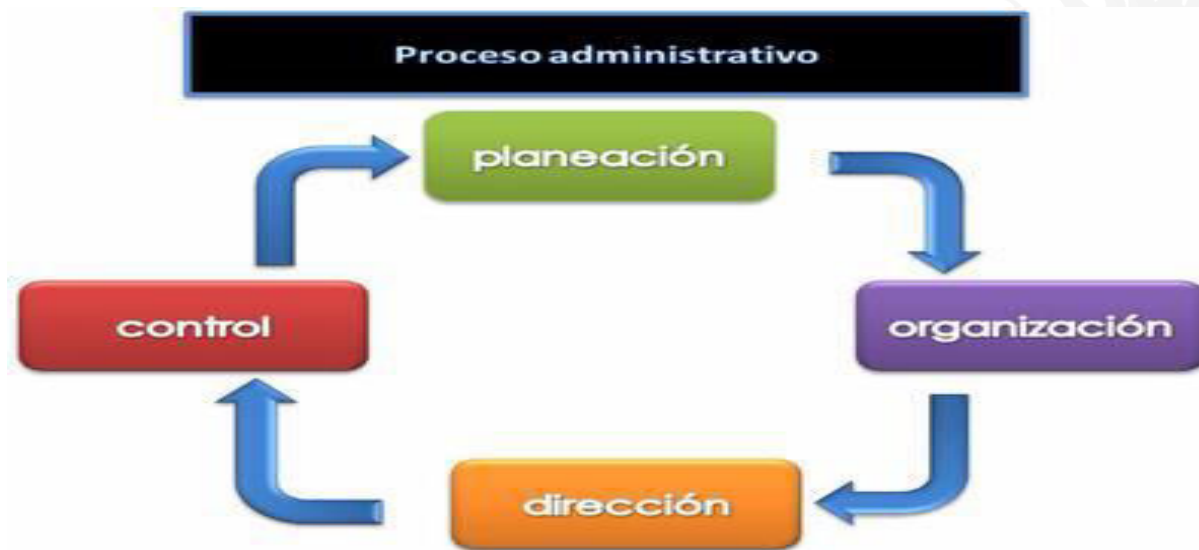 Proceso administrativo
planeación
organización
dirección
control